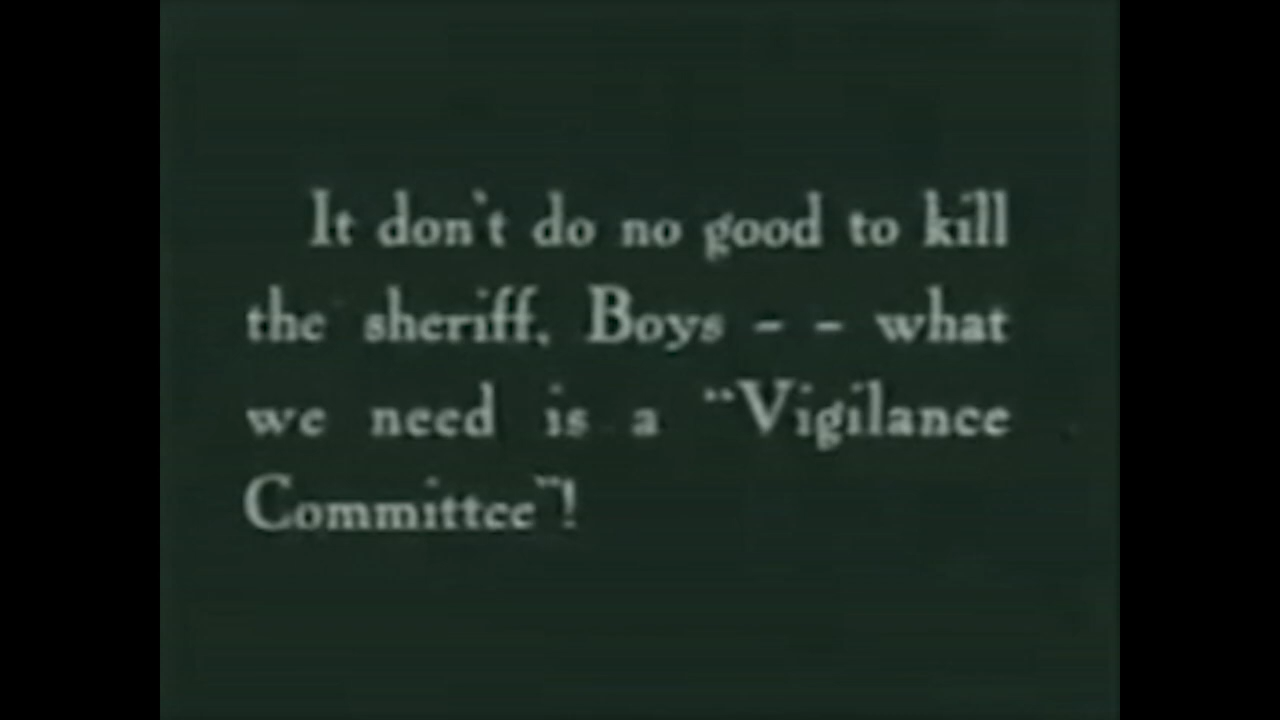 It don't do no good to kill
the sheriff, Boys - - what
we need is a "Vigilance
Committee"!